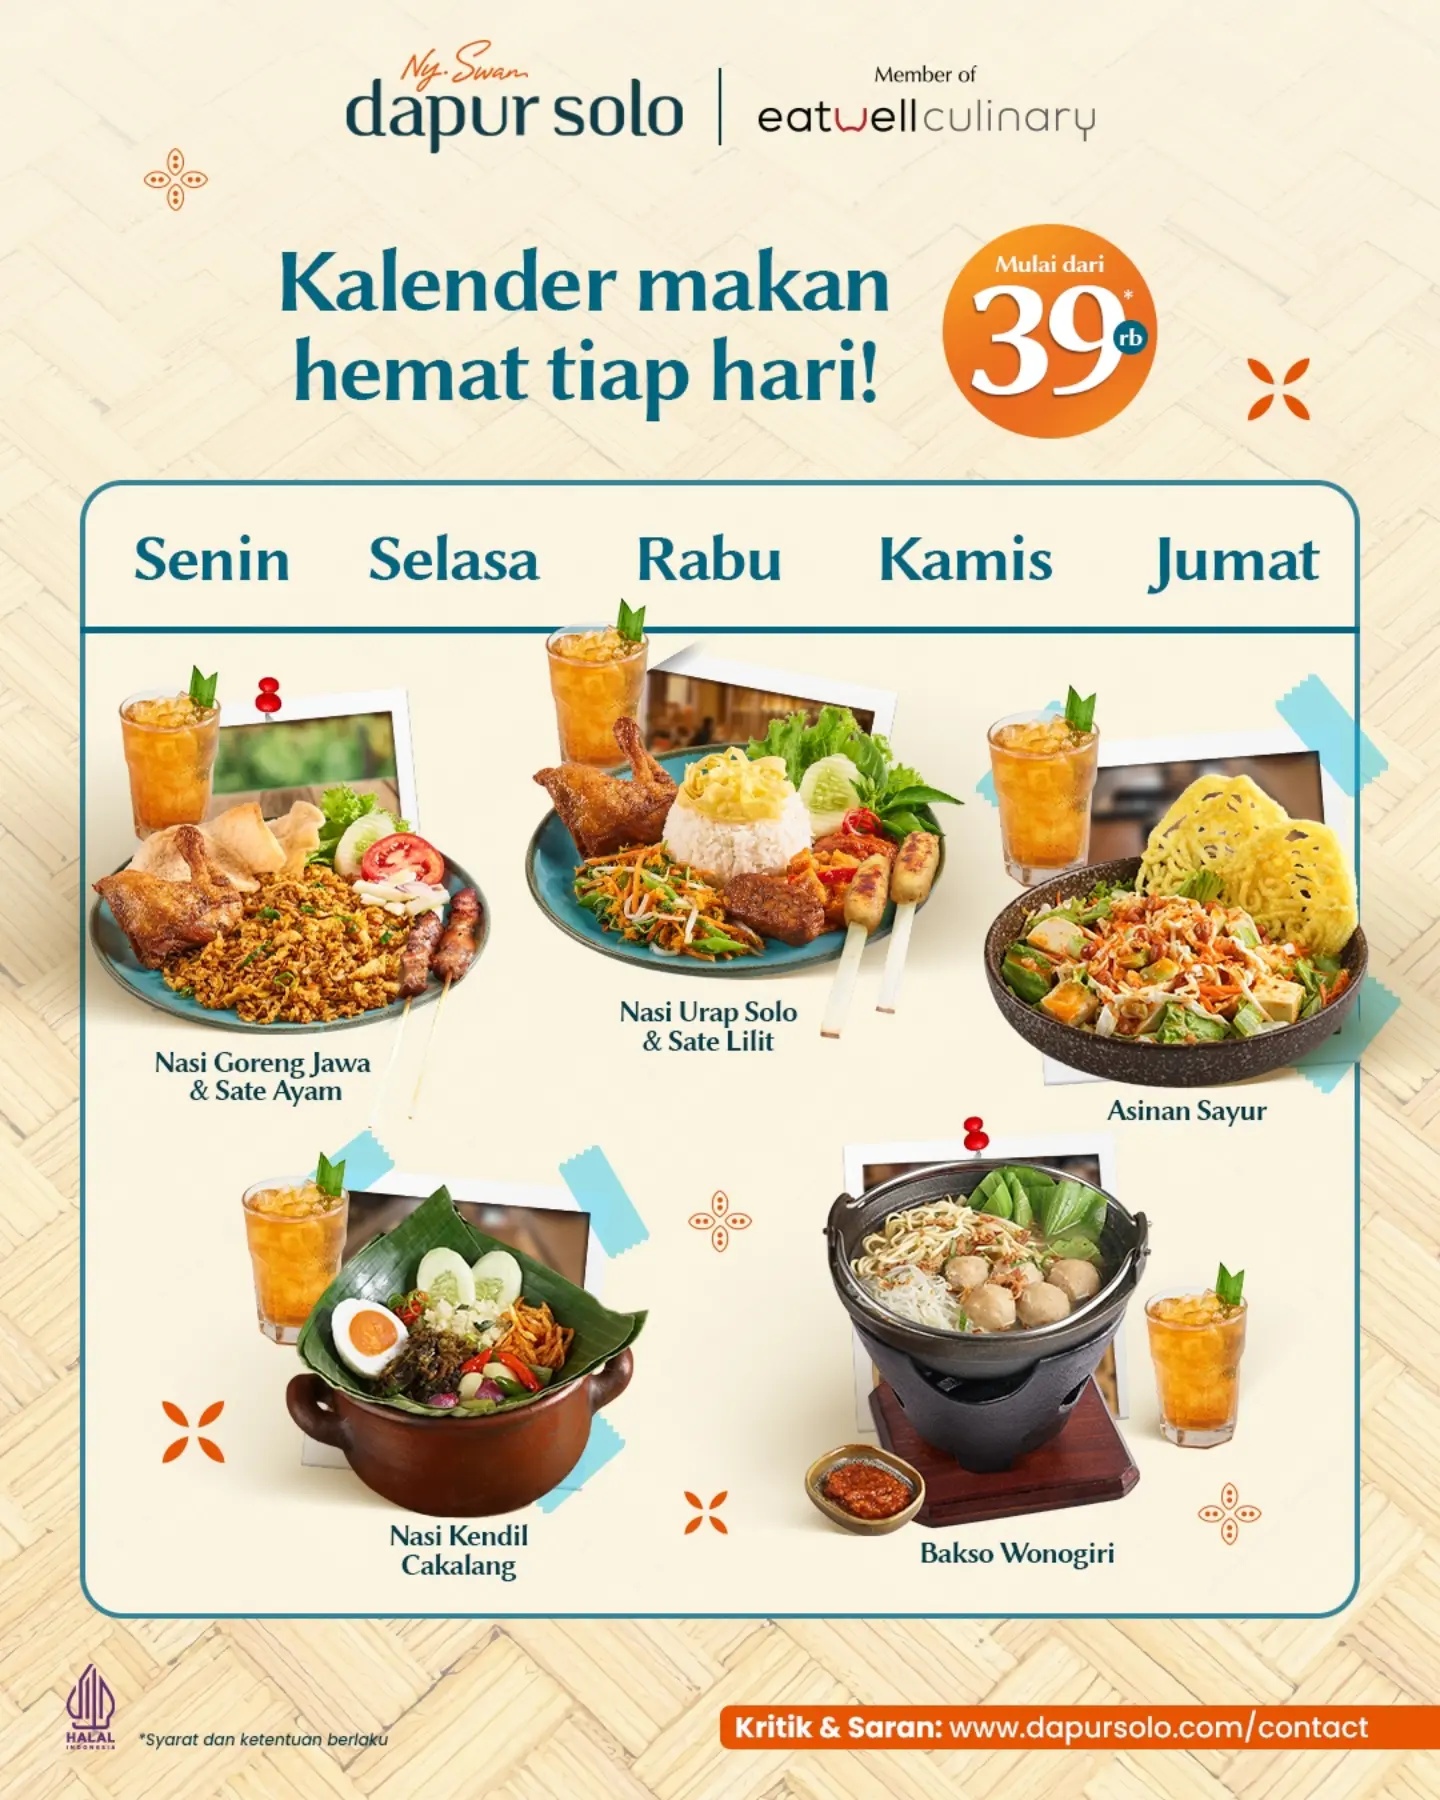 Ny. Swan
dapur solo
Member of
eatwellculinary
Kalender makan
hemat tiap hari!
Mulai dari
39*
rb
Senin Selasa Rabu Kamis Jumat
Nasi Goreng Jawa
& Sate Ayam
Nasi Urap Solo
& Sate Lilit
Asinan Sayur
Nasi Kendil
Cakalang
Bakso Wonogiri
HALAL
INDONESIA
*Syarat dan ketentuan berlaku
Kritik & Saran: www.dapursolo.com/contact